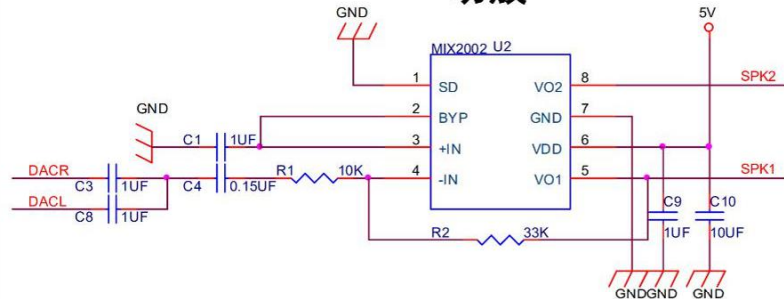 GND
5V
MIX2002 U2
1 SD VO2 8 SPK2
2 BYP GND 7
GND
C1 1UF
3 +IN VDD 6
DACR C3 1UF C4 0.15UF R1 10K 4 -IN VO1 5 SPK1
DACL C8 1UF
R2 33K
C9 1UF
C10 10UF
GND GND GND